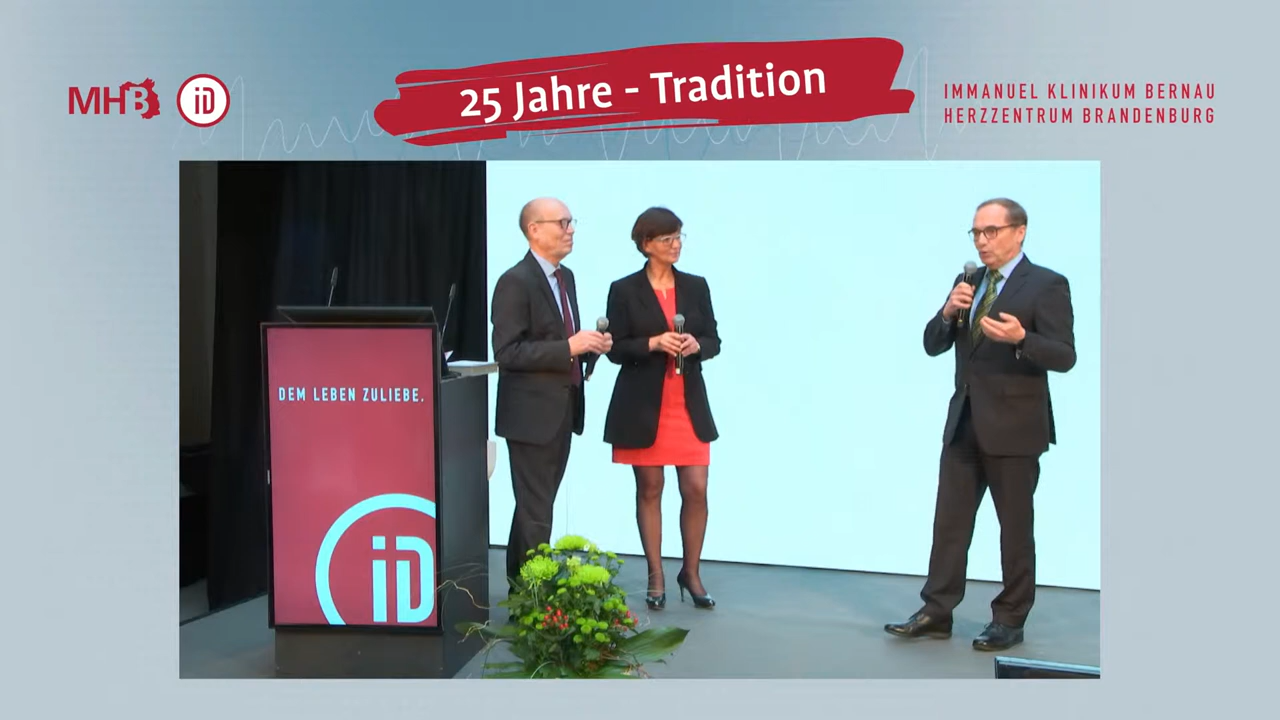 MHB
iD
25 Jahre - Tradition
IMMANUEL KLINIKUM BERNAU
HERZZENTRUM BRANDENBURG
DEM LEBEN ZULIEBE.
iD